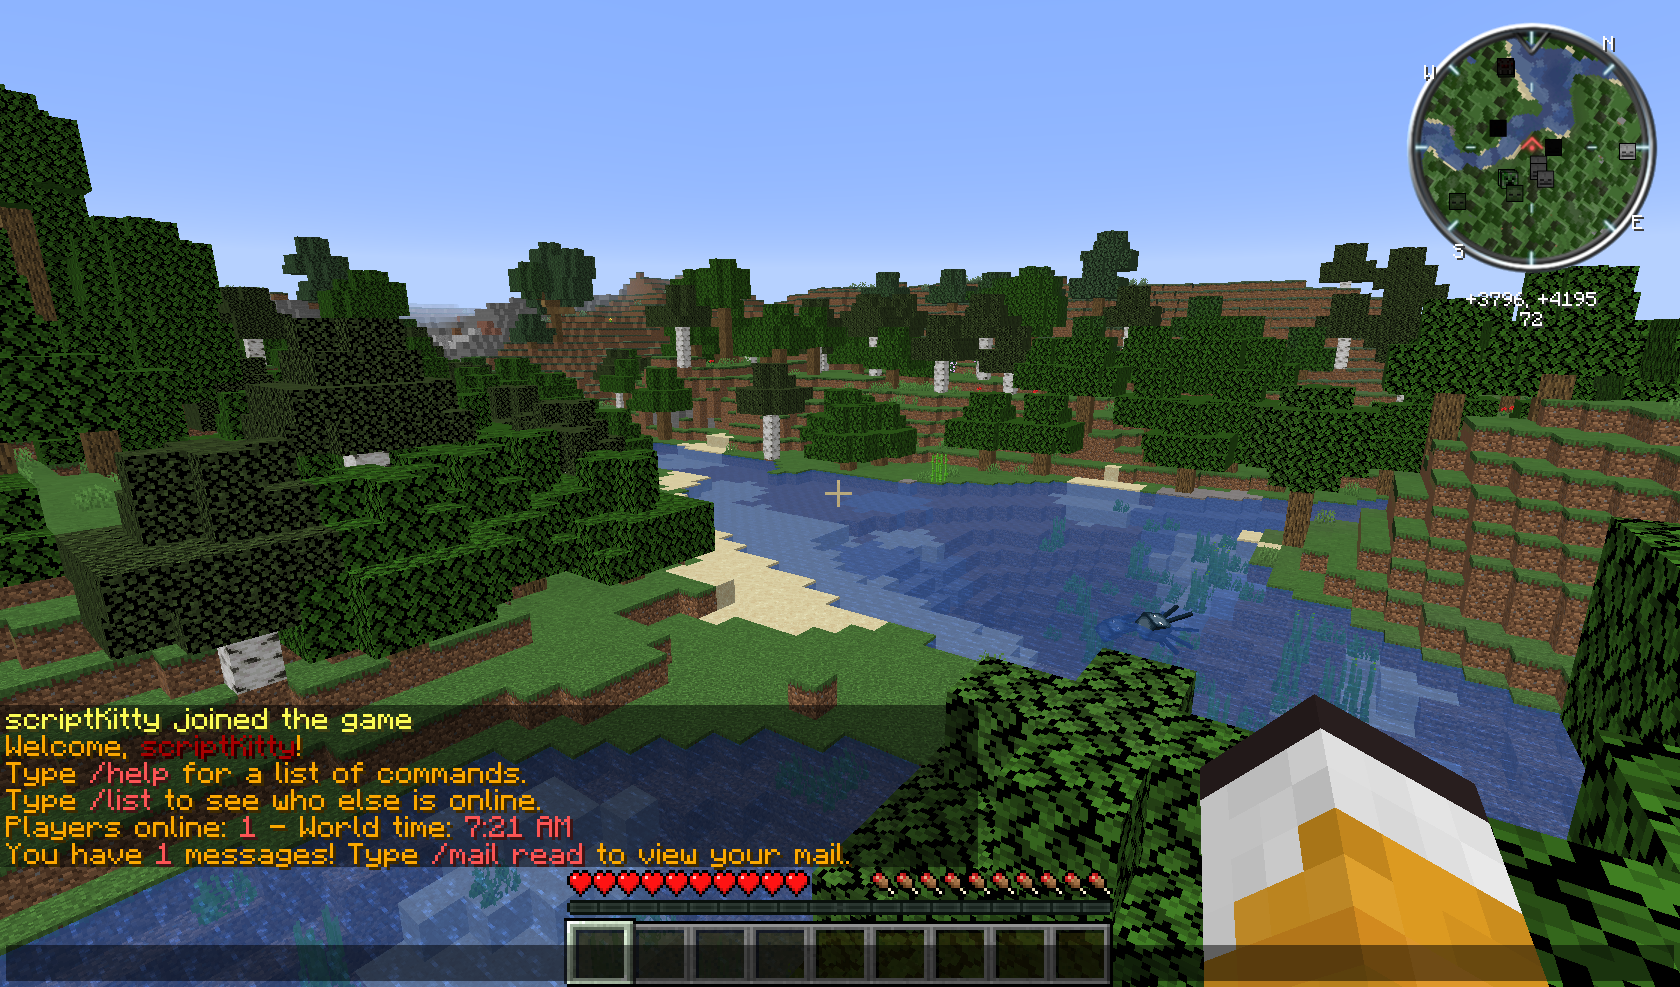 N
W
E
S
+3796, +4195
72
scriptKitty joined the game
Welcome, scriptKitty!
Type /help for a list of commands.
Type /list to see who else is online.
Players online: 1 - World time: 7:21 AM
You have 1 messages! Type /mail read to view your mail.